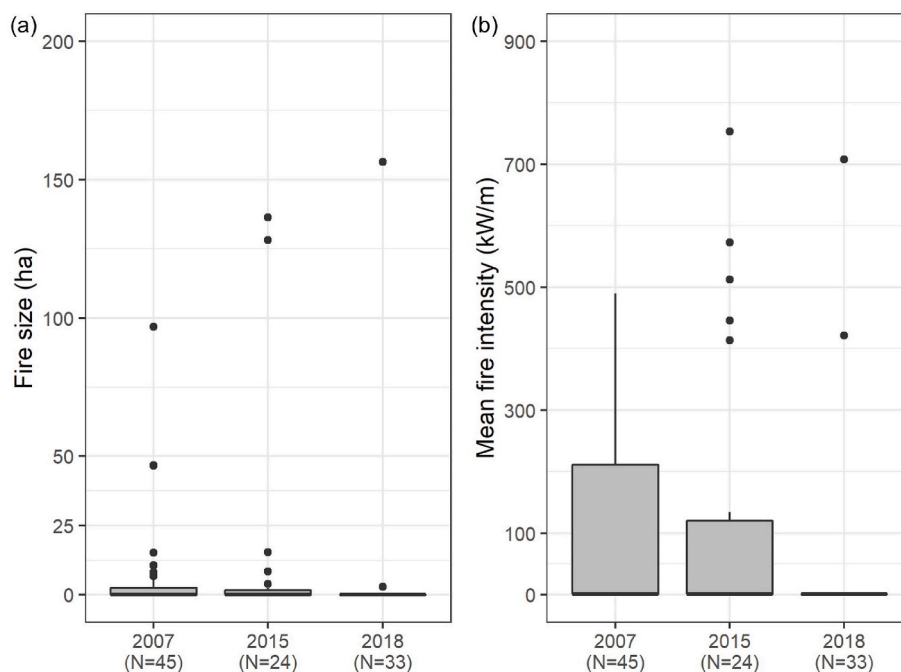 (a)
Fire size (ha)
200
150
100
50
25
0
2007
(N=45)
2015
(N=24)
2018
(N=33)
(b)
Mean fire intensity (kW/m)
900
700
500
300
100
0
2007
(N=45)
2015
(N=24)
2018
(N=33)